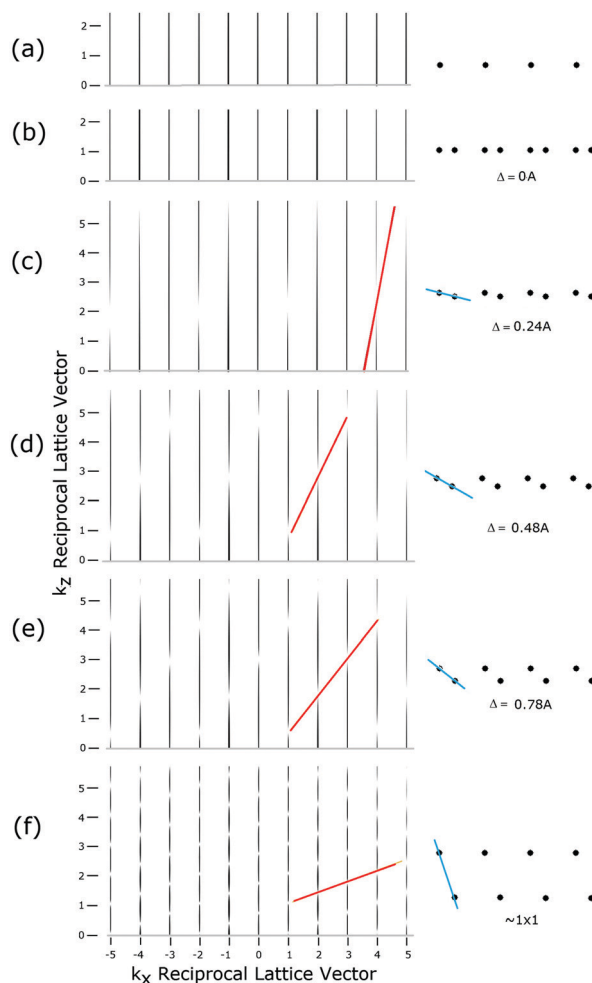 (a)
2
1
0
(b)
2
1
0
Δ = 0A
(c)
5
4
3
2
1
0
Δ = 0.24A
(d)
5
4
3
2
1
0
Δ = 0.48A
(e)
5
4
3
2
1
0
Δ = 0.78A
(f)
5
4
3
2
1
0
~1x1
kz Reciprocal Lattice Vector
-5 -4 -3 -2 -1 0 1 2 3 4 5
kx Reciprocal Lattice Vector